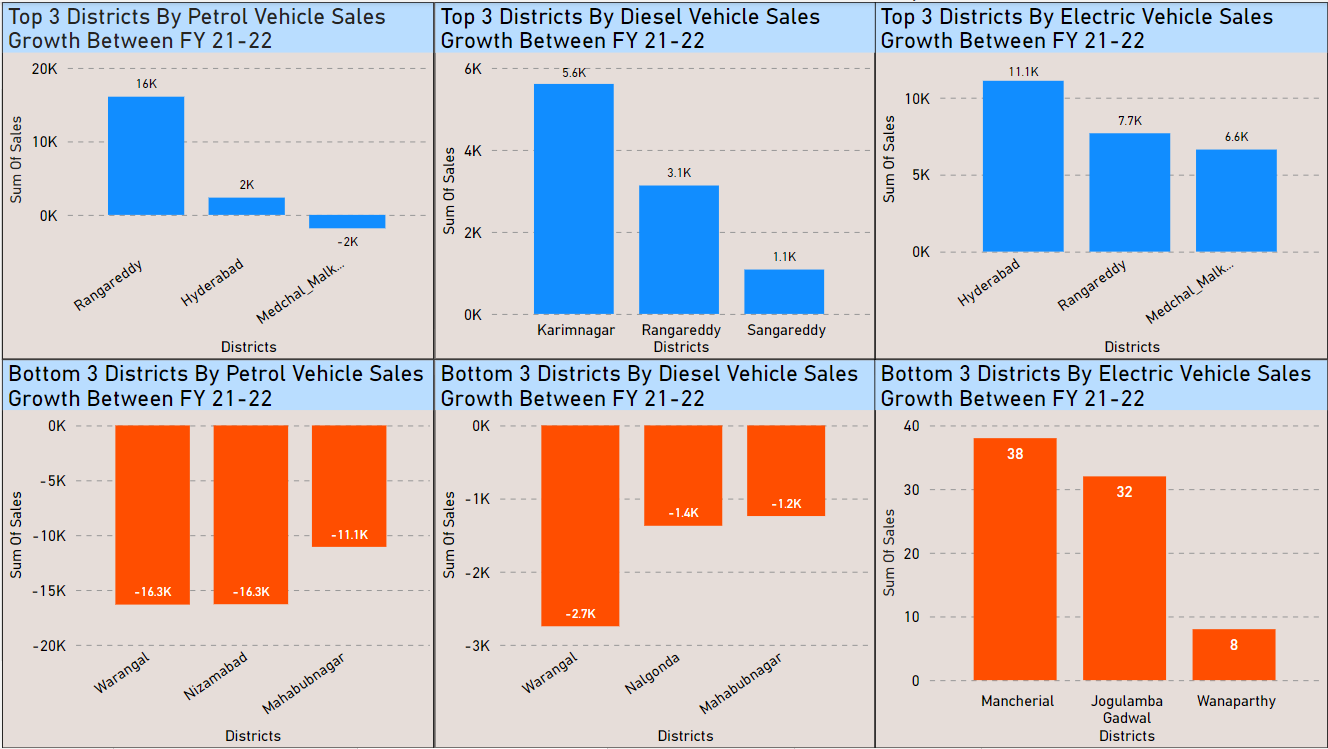 Top 3 Districts By Petrol Vehicle Sales
Growth Between FY 21-22
20K
10K
0K
Sum Of Sales
16K
2K
-2K
Rangareddy
Hyderabad
Medchal_Malk...
Districts
Top 3 Districts By Diesel Vehicle Sales
Growth Between FY 21-22
6K
4K
2K
0K
Sum Of Sales
5.6K
3.1K
1.1K
Karimnagar
Rangareddy
Sangareddy
Districts
Top 3 Districts By Electric Vehicle Sales
Growth Between FY 21-22
10K
5K
0K
Sum Of Sales
11.1K
7.7K
6.6K
Hyderabad
Rangareddy
Medchal_Malk...
Districts
Bottom 3 Districts By Petrol Vehicle Sales
Growth Between FY 21-22
0K
-5K
-10K
-15K
-20K
Sum Of Sales
-16.3K
-16.3K
-11.1K
Warangal
Nizamabad
Mahabubnagar
Districts
Bottom 3 Districts By Diesel Vehicle Sales
Growth Between FY 21-22
0K
-1K
-2K
-3K
Sum Of Sales
-2.7K
-1.4K
-1.2K
Warangal
Nalgonda
Mahabubnagar
Districts
Bottom 3 Districts By Electric Vehicle Sales
Growth Between FY 21-22
40
30
20
10
0
Sum Of Sales
38
32
8
Mancherial
Jogulamba
Gadwal
Wanaparthy
Districts